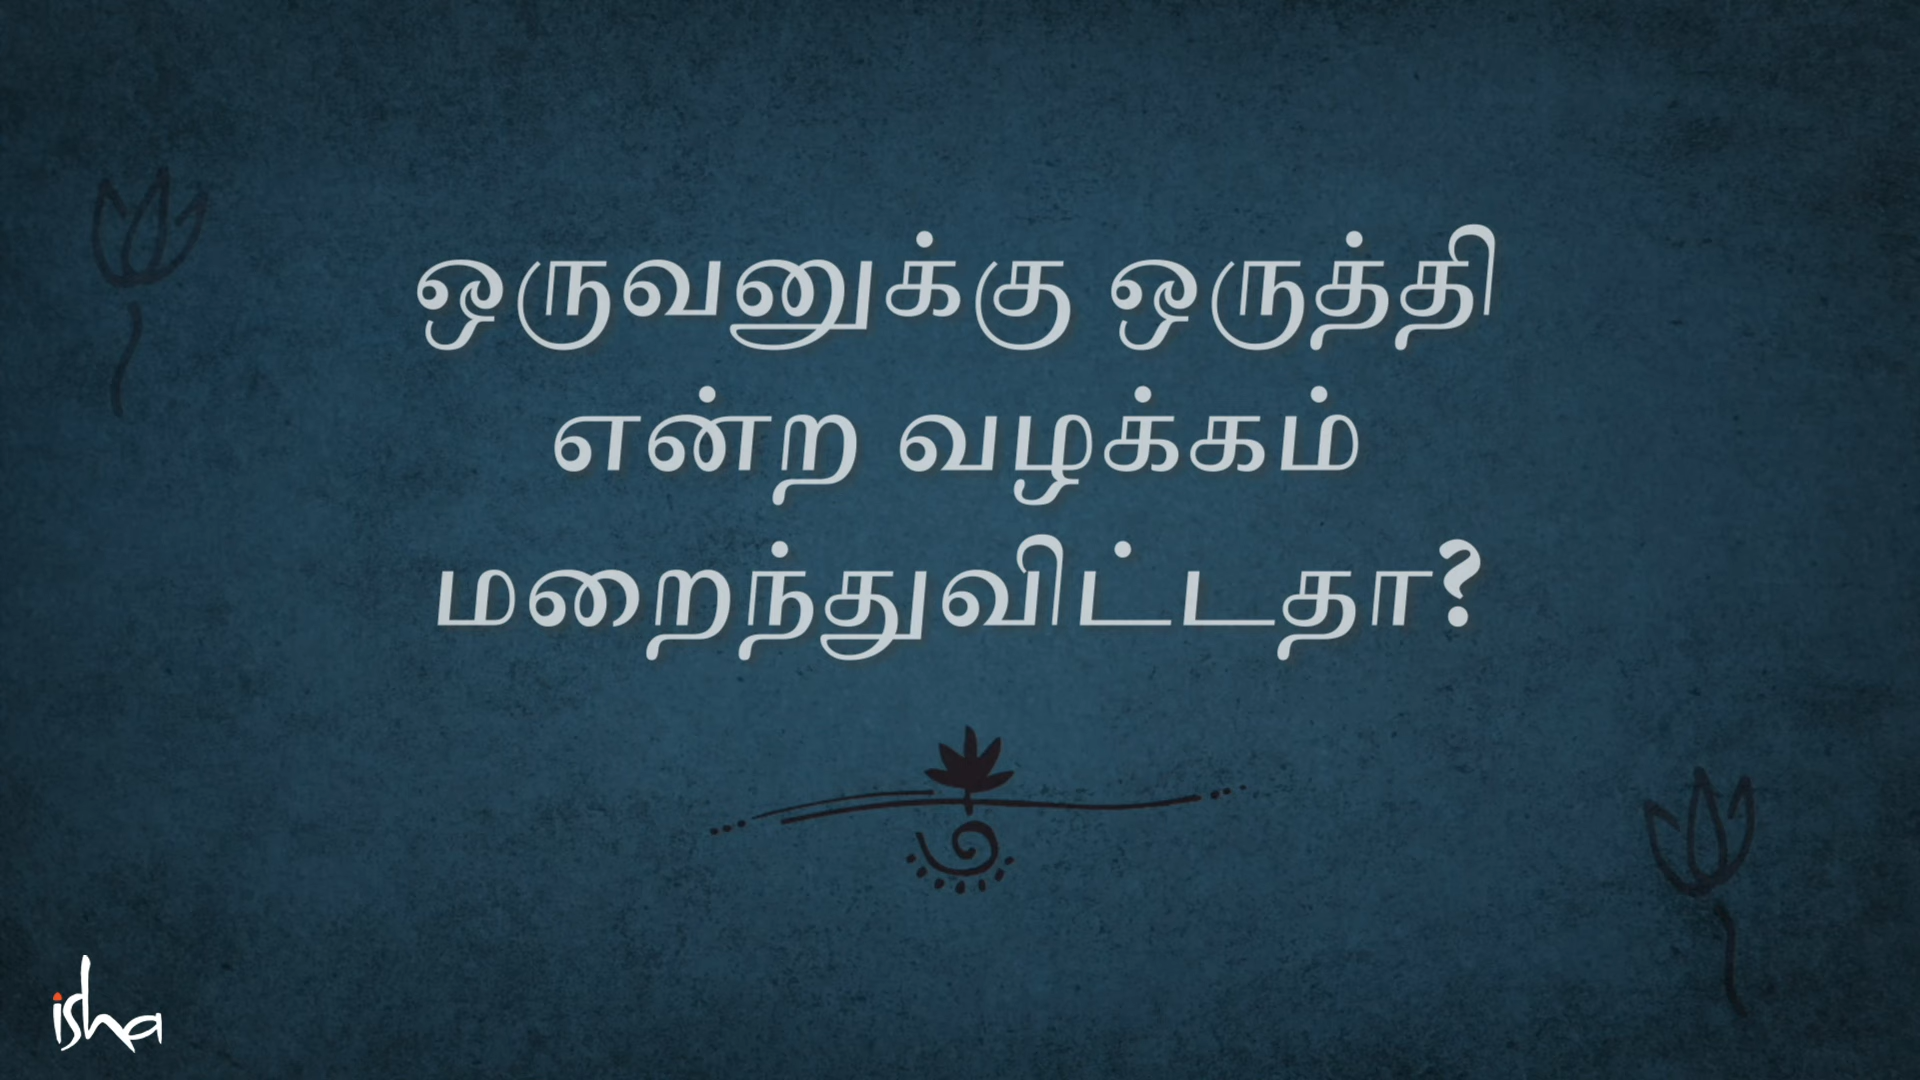 ஒருவனுக்கு ஒருத்தி
என்ற வழக்கம்
மறைந்துவிட்டதா?
isha